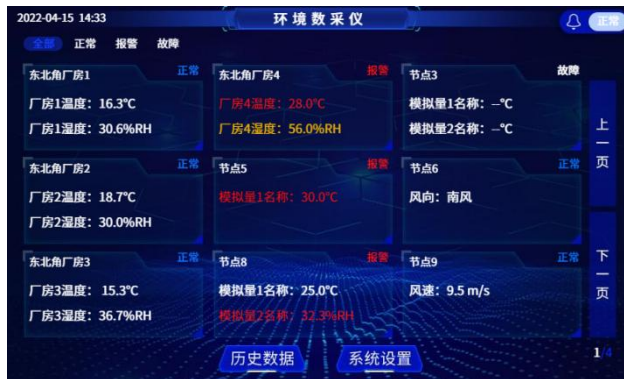 2022-04-15 14:33
环境数采仪
正常
全部 正常 报警 故障
东北角厂房1 正常
厂房1温度：16.3℃
厂房1湿度：30.6%RH
东北角厂房4 报警
厂房4温度：28.0℃
厂房4湿度：56.0%RH
节点3 故障
模拟量1名称：--℃
模拟量2名称：--℃
上一页
东北角厂房2 正常
厂房2温度：18.7℃
厂房2湿度：30.0%RH
节点5 报警
模拟量1名称：30.0℃
节点6 正常
风向：南风
东北角厂房3 正常
厂房3温度：15.3℃
厂房3湿度：36.7%RH
节点8 报警
模拟量1名称：25.0℃
模拟量2名称：32.3%RH
节点9 正常
风速：9.5 m/s
下一页
历史数据 系统设置
1/4